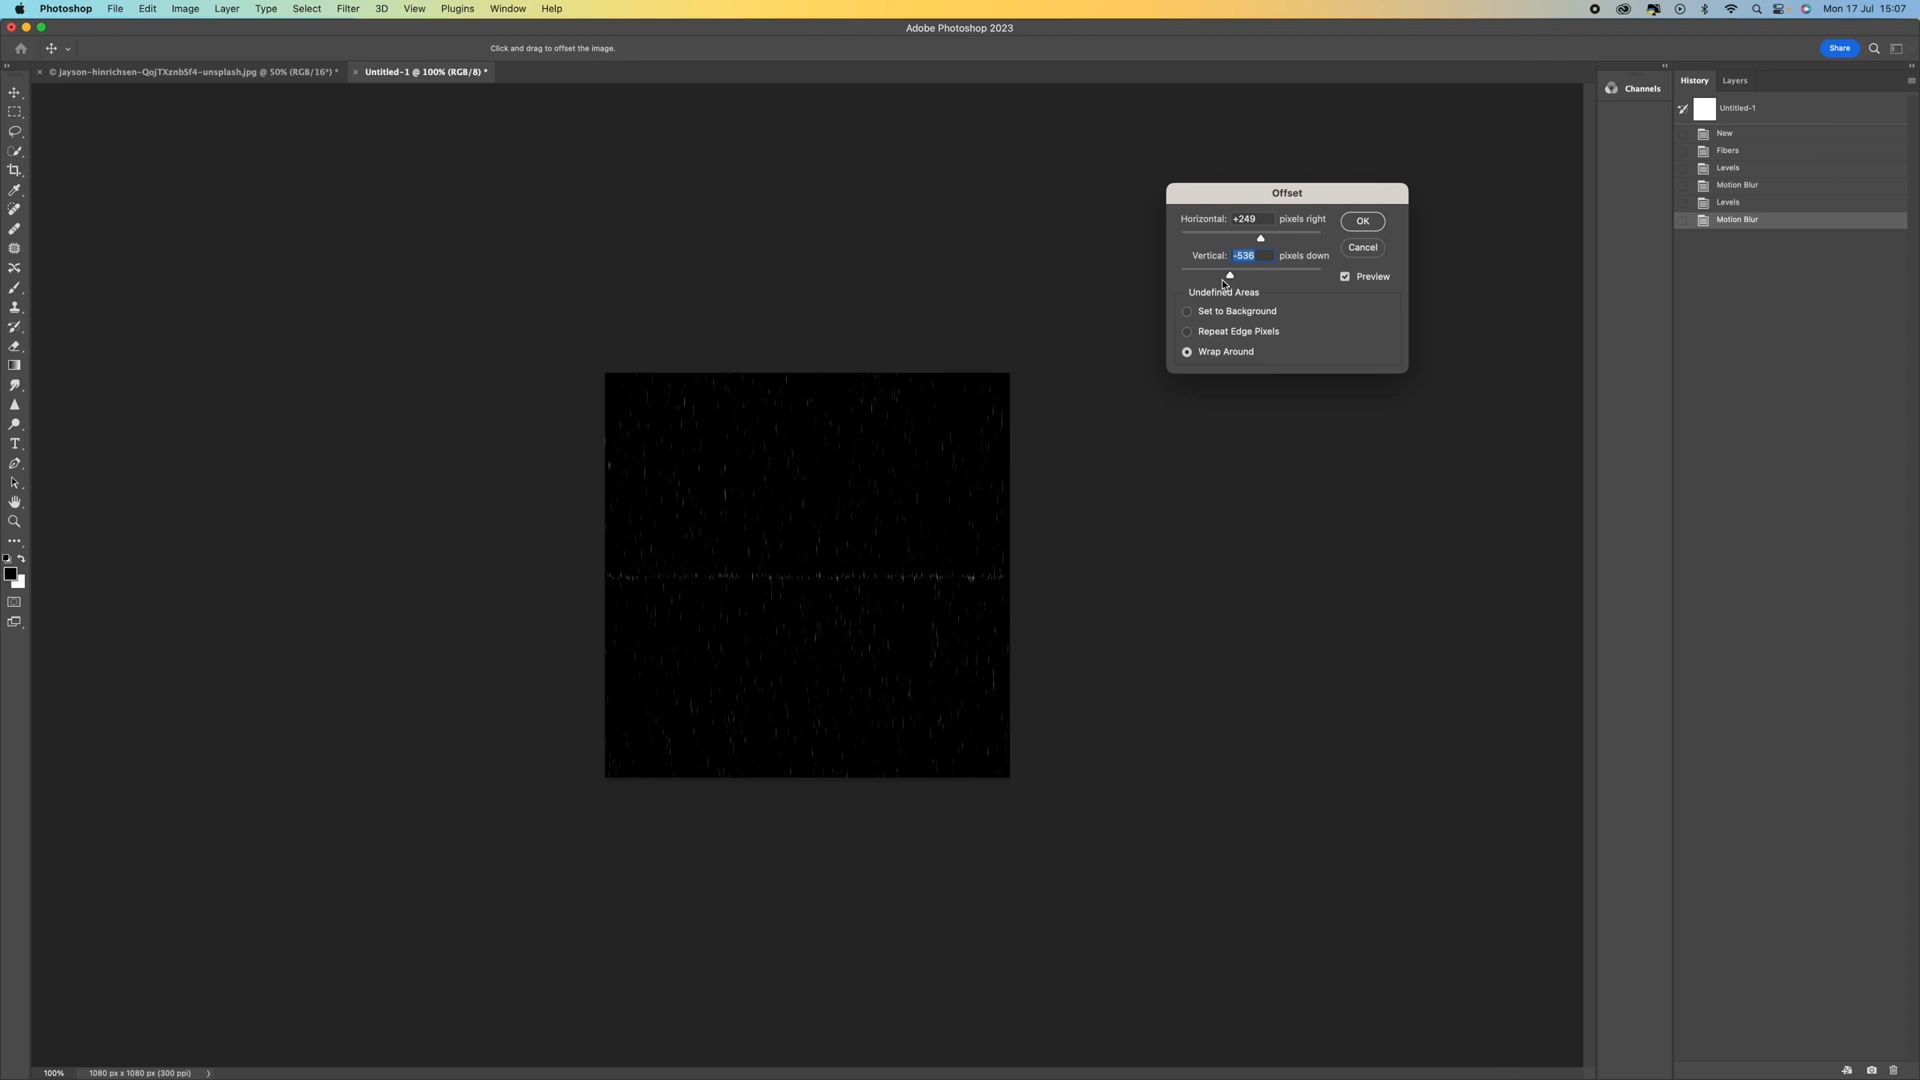 Photoshop File Edit Image Layer Type Select Filter 3D View Plugins Window Help Mon 17 Jul 15:07
Adobe Photoshop 2023
Click and drag to offset the image. Share
× © jayson-hinrichsen-QojTXznbSf4-unsplash.jpg @ 50% (RGB/16*) * × Untitled-1 @ 100% (RGB/8) *
History Layers
Channels
Untitled-1
New
Fibers
Levels
Motion Blur
Levels
Motion Blur
Offset
Horizontal: +249 pixels right OK
Cancel
Vertical: -536 pixels down
Preview
Undefined Areas
Set to Background
Repeat Edge Pixels
Wrap Around
100% 1080 px x 1080 px (300 ppi)